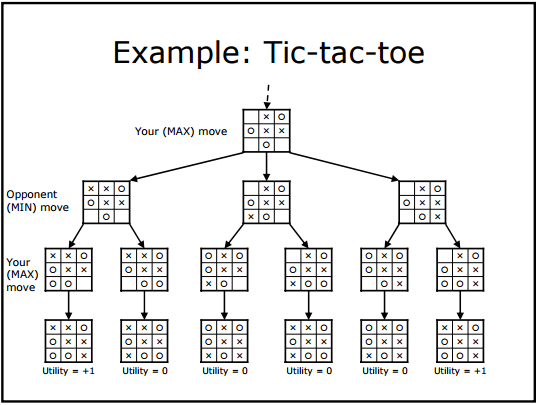 Example: Tic-tac-toe
× O
Your (MAX) move
O × ×
O
Opponent
(MIN) move
× × O
O × ×
O
× O
O × ×
× O
× O
O × ×
O ×
Your
(MAX)
move
× × O
O × ×
O O
× × O
O × ×
O O
O × O
O × ×
× O
× O
O × ×
× O O
O × O
O × ×
O ×
× O
O × ×
O O ×
× × O
O × ×
O O ×
× × O
O × ×
× O O
O × O
O × ×
× O ×
× × O
O × ×
× O O
O × O
O × ×
× O ×
× × O
O × ×
O O ×
Utility = +1
Utility = 0
Utility = 0
Utility = 0
Utility = 0
Utility = +1